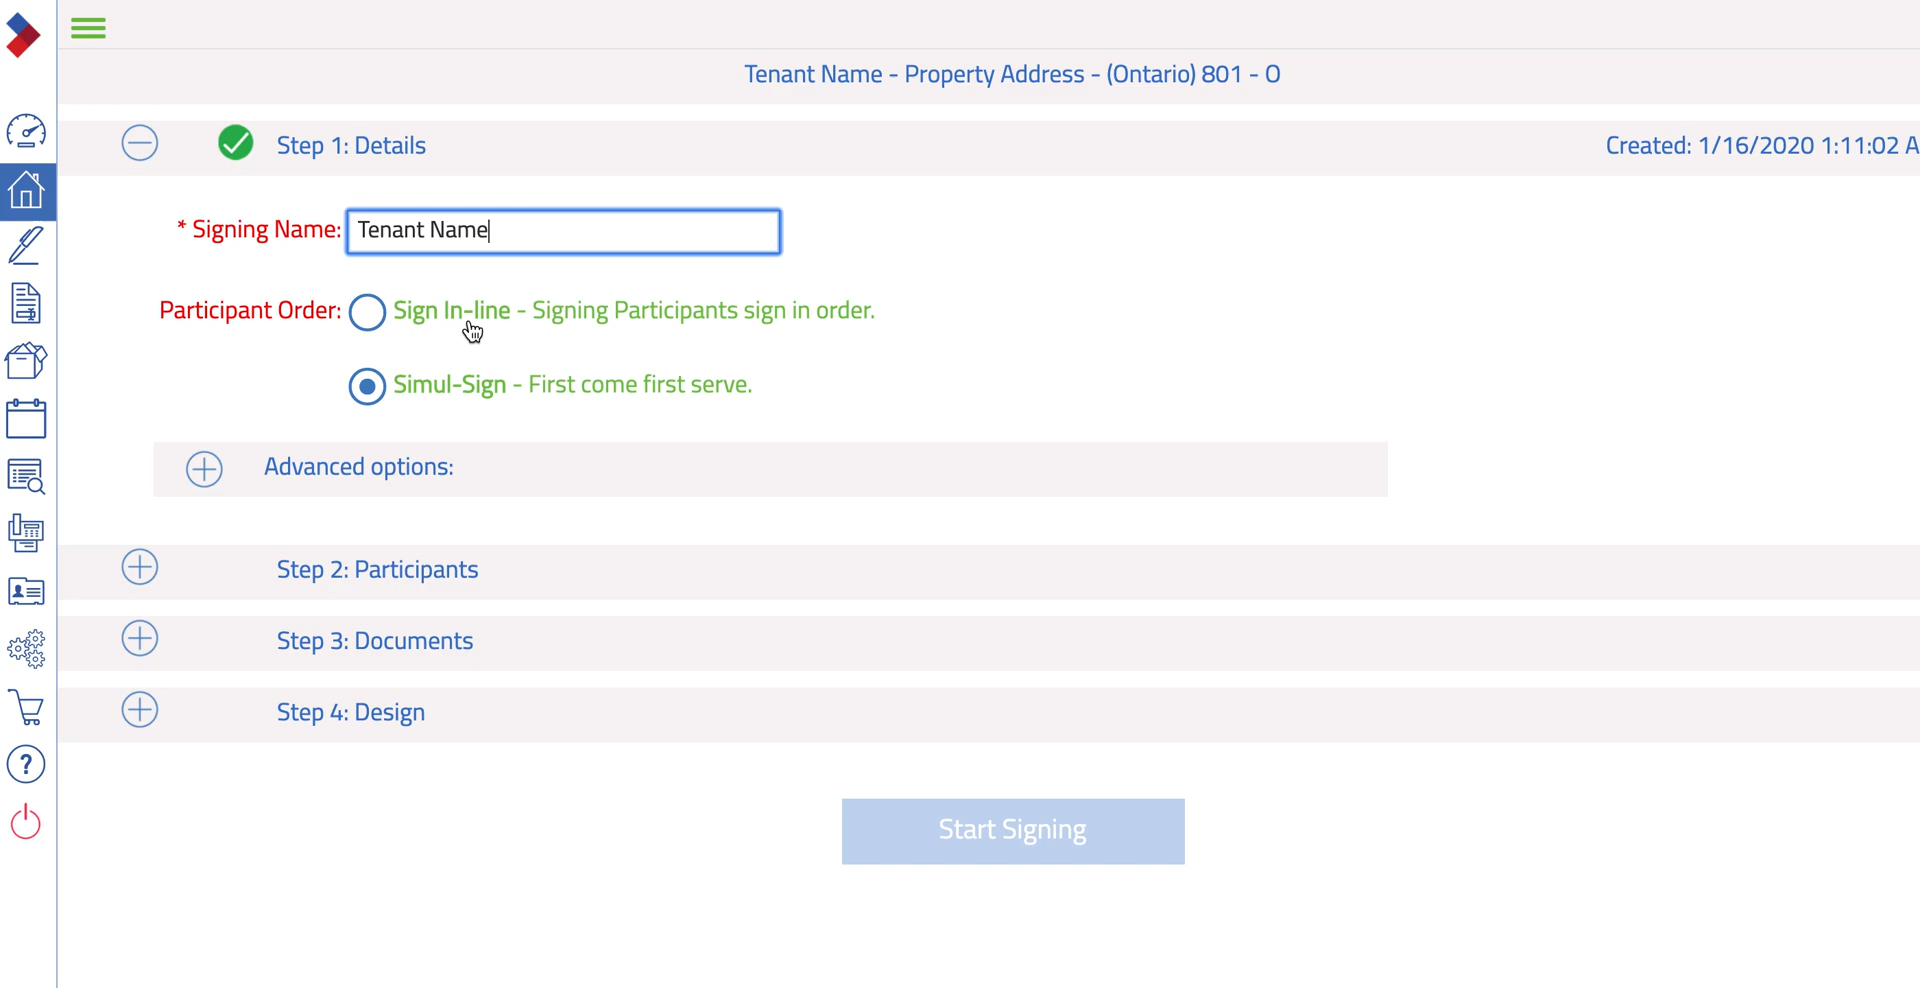 Tenant Name - Property Address - (Ontario) 801 - O
Step 1: Details
Created: 1/16/2020 1:11:02 A
* Signing Name: Tenant Name
Participant Order: Sign In-line - Signing Participants sign in order.
Simul-Sign - First come first serve.
Advanced options:
Step 2: Participants
Step 3: Documents
Step 4: Design
?
Start Signing